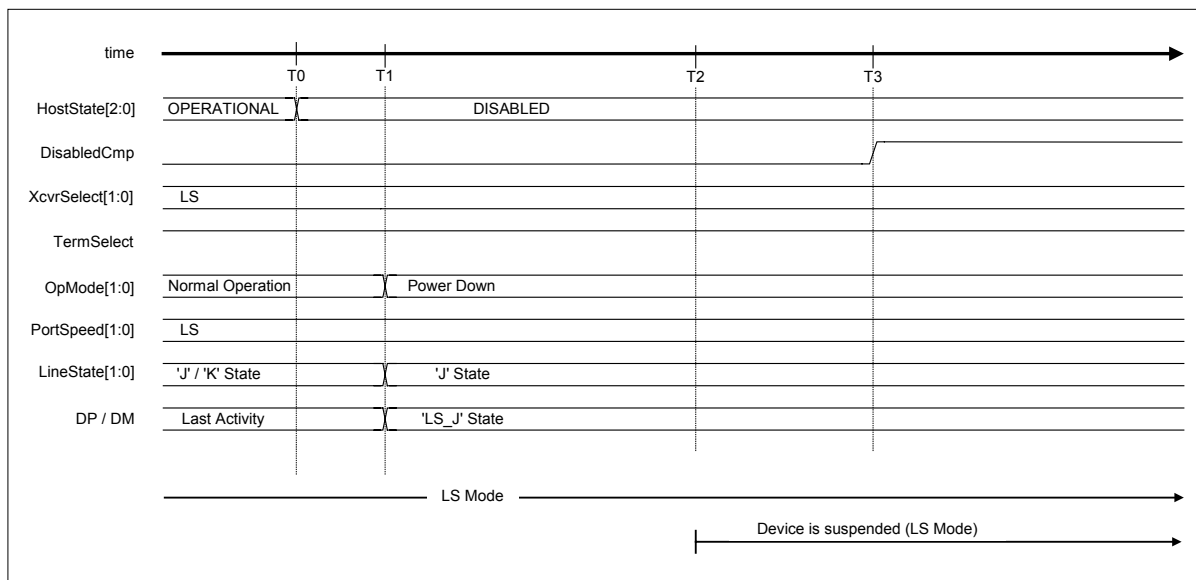 time
T0 T1 T2 T3
HostState[2:0] OPERATIONAL DISABLED
DisabledCmp
XcvrSelect[1:0] LS
TermSelect
OpMode[1:0] Normal Operation Power Down
PortSpeed[1:0] LS
LineState[1:0] 'J' / 'K' State 'J' State
DP / DM Last Activity 'LS_J' State
LS Mode
Device is suspended (LS Mode)